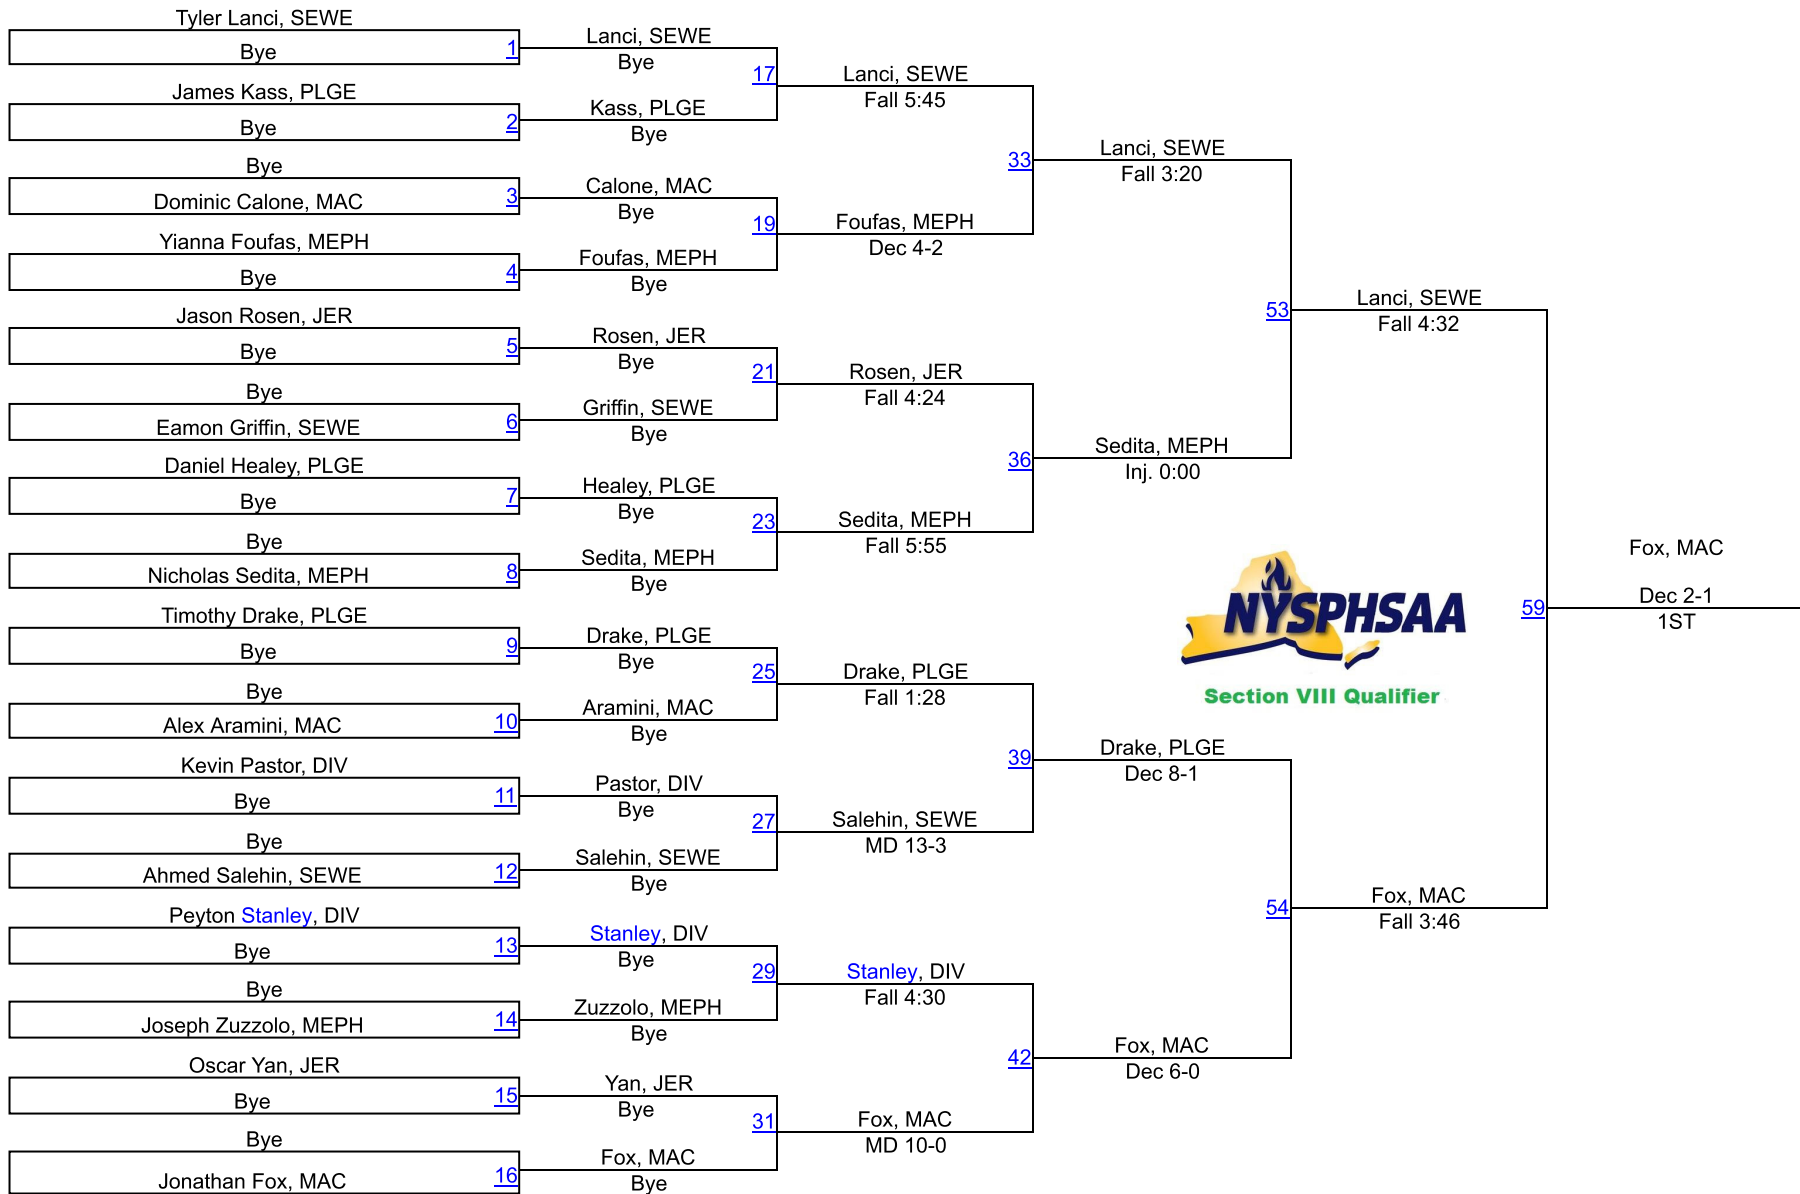 Tyler Lanci, SEWE
Bye
1
James Kass, PLGE
Bye
2
Bye
Dominic Calone, MAC
3
Yianna Foufas, MEPH
Bye
4
Jason Rosen, JER
Bye
5
Bye
Eamon Griffin, SEWE
6
Daniel Healey, PLGE
Bye
7
Bye
Nicholas Sedita, MEPH
8
Timothy Drake, PLGE
Bye
9
Bye
Alex Aramini, MAC
10
Kevin Pastor, DIV
Bye
11
Bye
Ahmed Salehin, SEWE
12
Peyton Stanley, DIV
Bye
13
Bye
Joseph Zuzzolo, MEPH
14
Oscar Yan, JER
Bye
15
Bye
Jonathan Fox, MAC
16
Lanci, SEWE
Bye
17
Kass, PLGE
Bye
Calone, MAC
Bye
19
Foufas, MEPH
Bye
Rosen, JER
Bye
21
Griffin, SEWE
Bye
Healey, PLGE
Bye
23
Sedita, MEPH
Bye
Drake, PLGE
Bye
25
Aramini, MAC
Bye
Pastor, DIV
Bye
27
Salehin, SEWE
Bye
Stanley, DIV
Bye
29
Zuzzolo, MEPH
Bye
Yan, JER
Bye
31
Fox, MAC
Bye
Lanci, SEWE
Fall 5:45
33
Foufas, MEPH
Dec 4-2
Rosen, JER
Fall 4:24
36
Sedita, MEPH
Fall 5:55
Drake, PLGE
Fall 1:28
39
Salehin, SEWE
MD 13-3
Stanley, DIV
Fall 4:30
42
Fox, MAC
MD 10-0
Lanci, SEWE
Fall 3:20
53
Sedita, MEPH
Inj. 0:00
Drake, PLGE
Dec 8-1
54
Fox, MAC
Dec 6-0
Lanci, SEWE
Fall 4:32
NYSPHSAA
Section VIII Qualifier
59
Fox, MAC
Fall 3:46
Fox, MAC
Dec 2-1
1ST